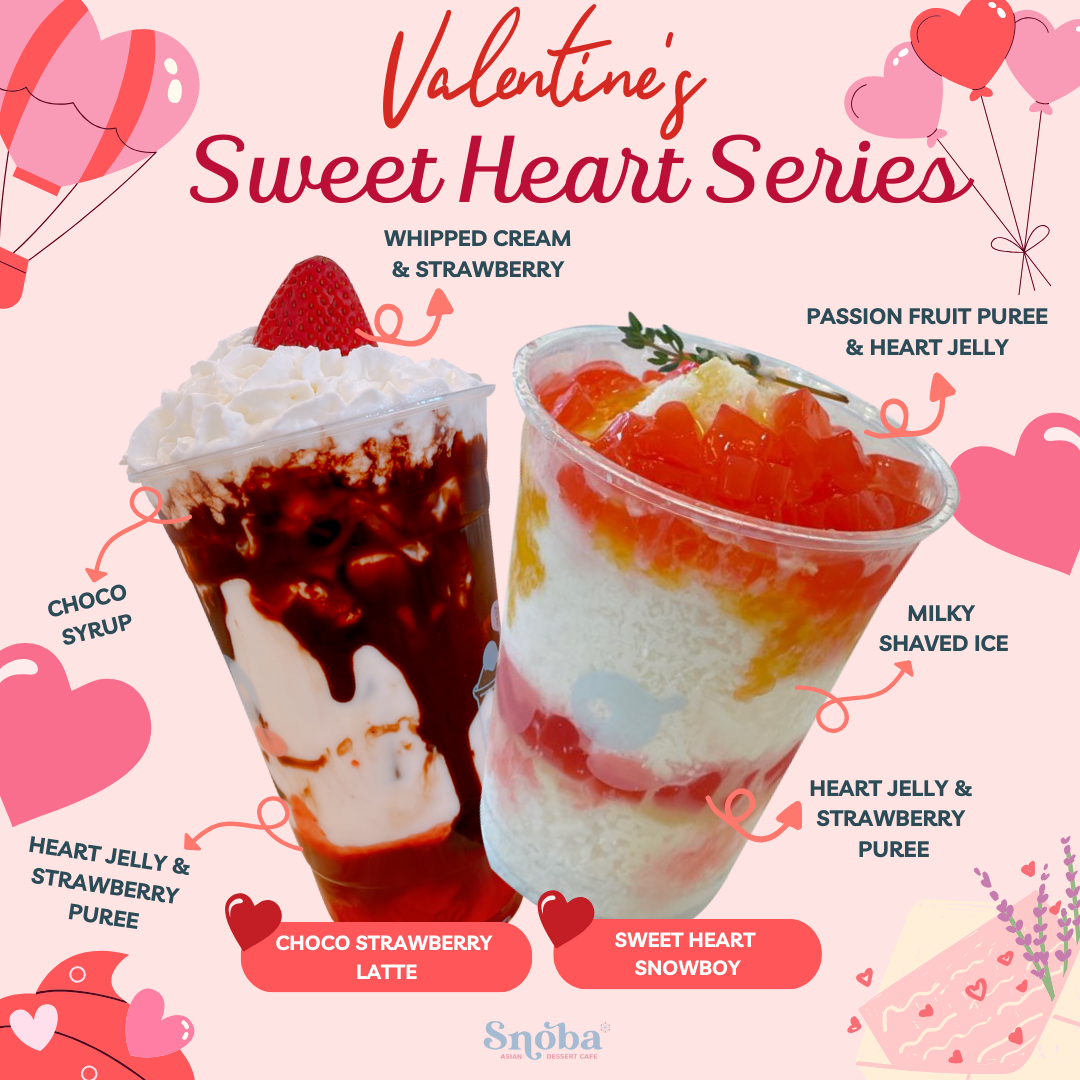 Valentine's
Sweet Heart Series
WHIPPED CREAM
& STRAWBERRY
PASSION FRUIT PUREE
& HEART JELLY
CHOCO
SYRUP
MILKY
SHAVED ICE
HEART JELLY &
STRAWBERRY
PUREE
HEART JELLY &
STRAWBERRY
PUREE
CHOCO STRAWBERRY
LATTE
SWEET HEART
SNOWBOY
Snöba
ASIAN DESSERT CAFE